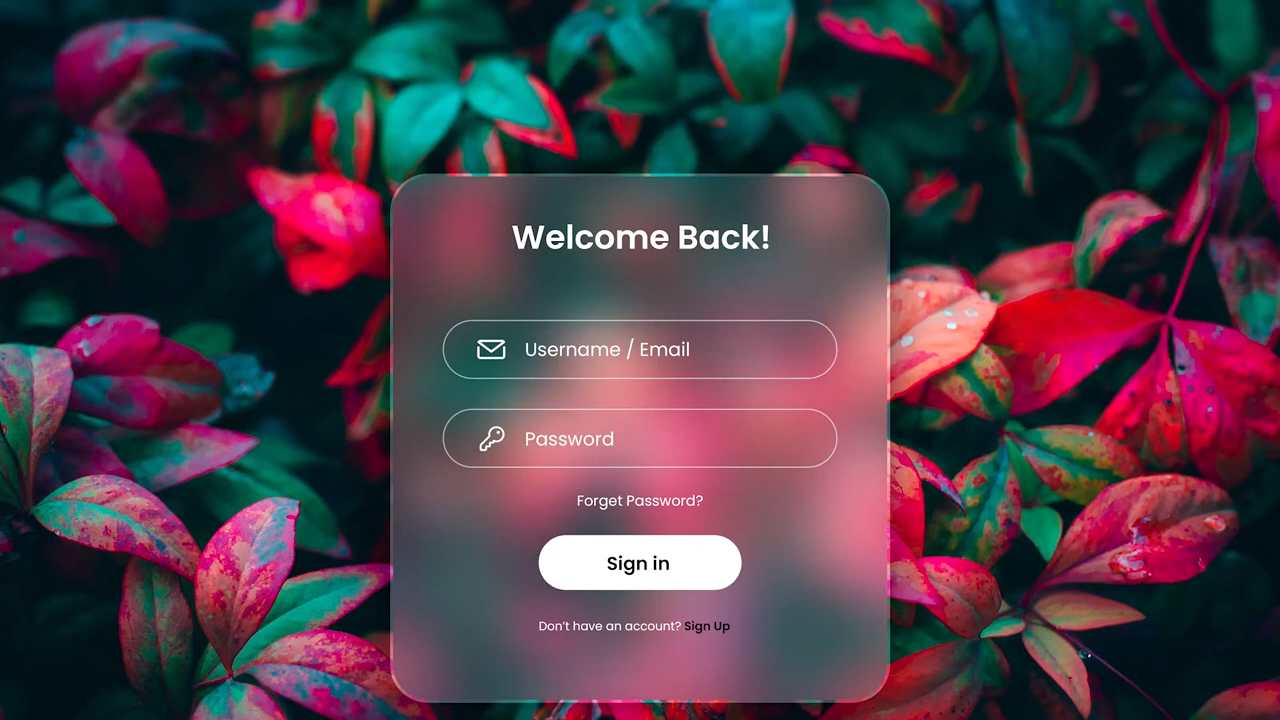 Welcome Back!
Username / Email
Password
Forget Password?
Sign in
Don't have an account? Sign Up